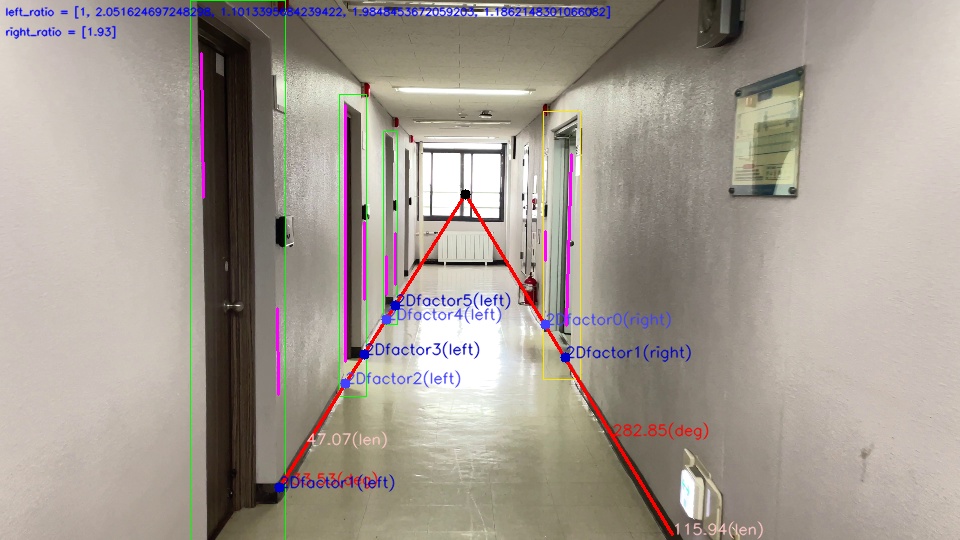 left_ratio = [1, 2.051624697248298, 1.1013395684239422, 1.9848453672059203, 1.1862148301066082]
right_ratio = [1.93]
2Dfactor5(left)
2Dfactor4(left)
2Dfactor0(right)
2Dfactor3(left)
2Dfactor1(right)
2Dfactor2(left)
282.85(deg)
47.07(len)
2Dfactor1(left)
115.94(len)